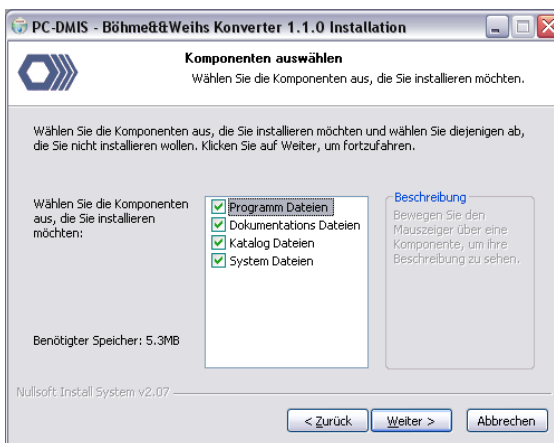 PC-DMIS - Böhme&&Weihs Konverter 1.1.0 Installation
Komponenten auswählen
Wählen Sie die Komponenten aus, die Sie installieren möchten.
Wählen Sie die Komponenten aus, die Sie installieren möchten und wählen Sie diejenigen ab,
die Sie nicht installieren wollen. Klicken Sie auf Weiter, um fortzufahren.
Wählen Sie die Komponenten
aus, die Sie installieren
möchten:
Programm Dateien
Dokumentations Dateien
Katalog Dateien
System Dateien
Beschreibung
Bewegen Sie den
Mauszeiger über eine
Komponente, um ihre
Beschreibung zu sehen.
Benötigter Speicher: 5.3MB
Nullsoft Install System v2.07
< Zurück
Weiter >
Abbrechen